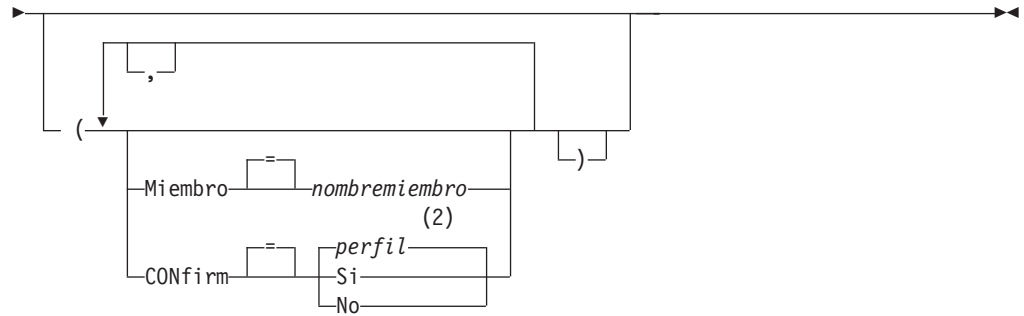 ,
(
)
=
Miembro nombremiembro
(2)
= perfil
CONfirm Si
No